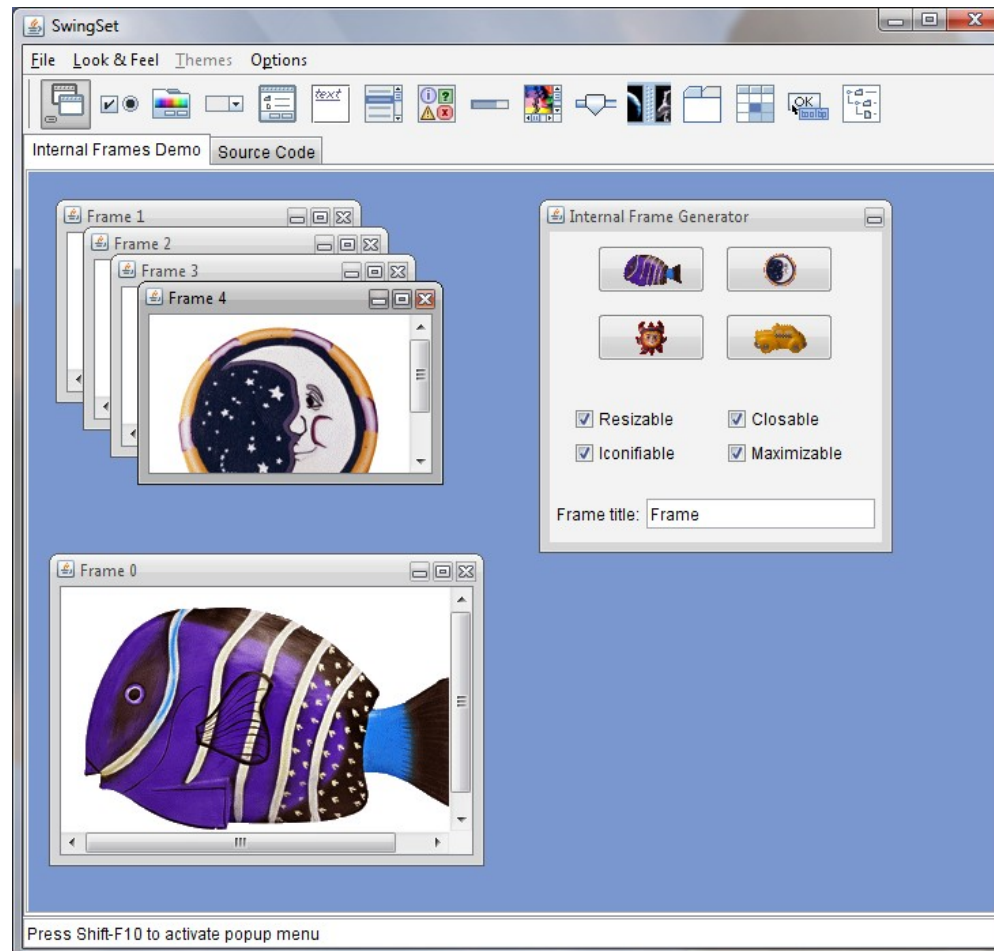 SwingSet
File Look & Feel Themes Options
text
OK
tooltip
Internal Frames Demo Source Code
Frame 1
Frame 2
Frame 3
Frame 4
Internal Frame Generator
Resizable Closable
Iconifiable Maximizable
Frame title: Frame
Frame 0
Press Shift-F10 to activate popup menu